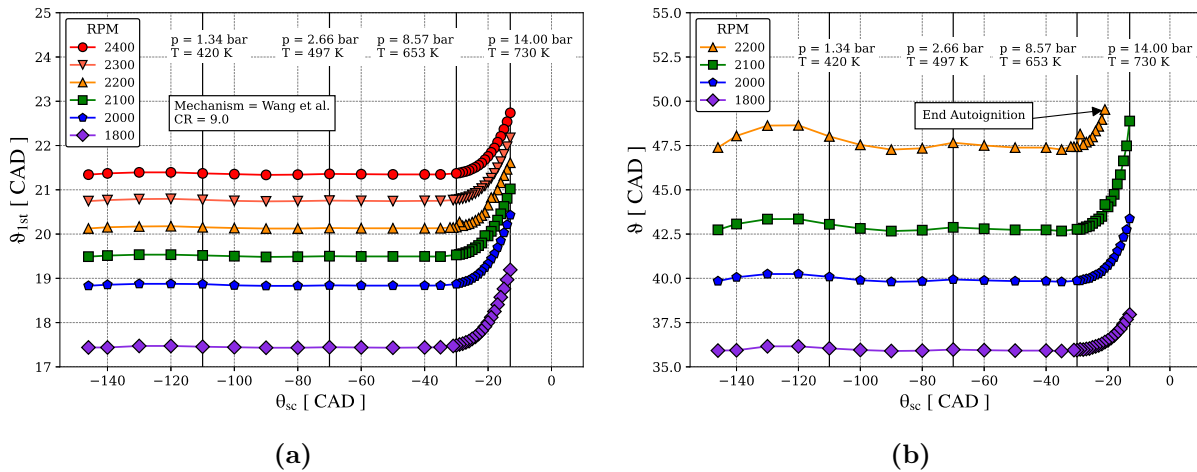 RPM
2400
2300
2200
2100
2000
1800
p = 1.34 bar
T = 420 K
p = 2.66 bar
T = 497 K
p = 8.57 bar
T = 653 K
p = 14.00 bar
T = 730 K
Mechanism = Wang et al.
CR = 9.0
25
24
23
22
21
20
19
18
17
ϑ1st [ CAD ]
−140
−120
−100
−80
−60
−40
−20
0
θsc [ CAD ]
(a)
RPM
2200
2100
2000
1800
p = 1.34 bar
T = 420 K
p = 2.66 bar
T = 497 K
p = 8.57 bar
T = 653 K
p = 14.00 bar
T = 730 K
End Autoignition
55.0
52.5
50.0
47.5
45.0
42.5
40.0
37.5
35.0
ϑ [ CAD ]
−140
−120
−100
−80
−60
−40
−20
0
θsc [ CAD ]
(b)